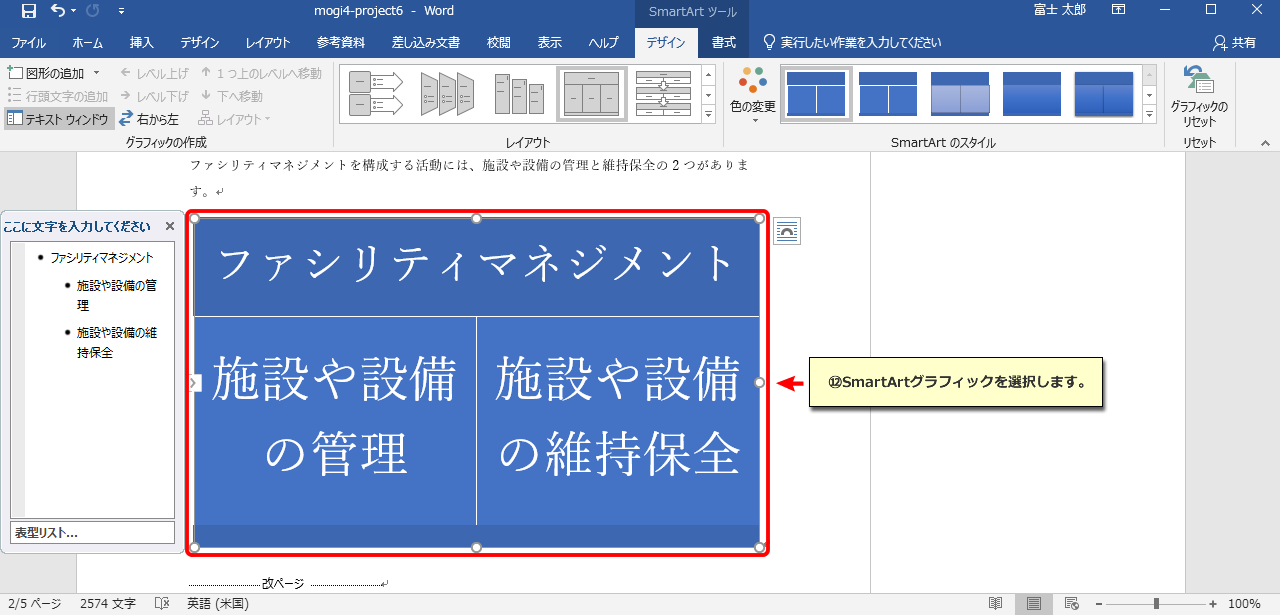 mogi4-project6 - Word
SmartArt ツール
富士 太郎
ファイル ホーム 挿入 デザイン レイアウト 参考資料 差し込み文書 校閲 表示 ヘルプ デザイン 書式 実行したい作業を入力してください 共有
図形の追加 レベル上げ 1 つ上のレベルへ移動
行頭文字の追加 レベル下げ 下へ移動
テキスト ウィンドウ 右から左 レイアウト
グラフィックの作成
レイアウト
色の変更
SmartArt のスタイル
グラフィックの
リセット
リセット
ファシリティマネジメントを構成する活動には、施設や設備の管理と維持保全の 2 つがありま
す。
ここに文字を入力してください
ファシリティマネジメント
施設や設備の管
理
施設や設備の維
持保全
表型リスト...
ファシリティマネジメント
施設や設備
の管理
施設や設備
の維持保全
⑫SmartArtグラフィックを選択します。
改ページ
2/5 ページ 2574 文字 英語 (米国) 100%